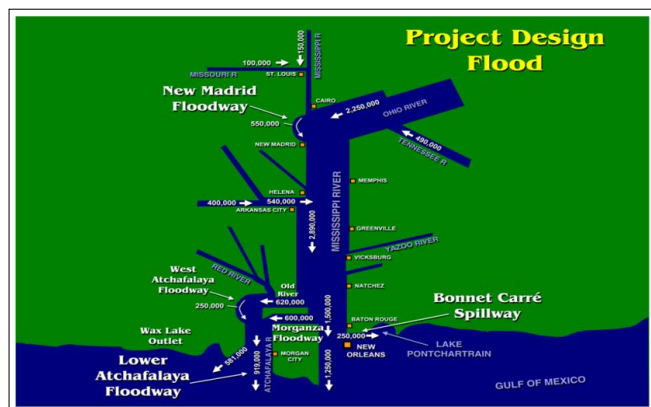 Project Design
Flood
150,000
MISSISSIPPI R
100,000
MISSOURI R
ST. LOUIS
New Madrid
Floodway
CAIRO
2,250,000
OHIO RIVER
550,000
490,000
TENNESSEE R
NEW MADRID
MEMPHIS
HELENA
400,000
540,000
ARKANSAS CITY
MISSISSIPPI RIVER
2,890,000
GREENVILLE
YAZOO RIVER
VICKSBURG
RED RIVER
West
Atchafalaya
Floodway
Old
River
NATCHEZ
620,000
250,000
1,500,000
Bonnet Carré
Spillway
600,000
Morganza
Floodway
BATON ROUGE
Wax Lake
Outlet
250,000
LAKE
PONTCHARTRAIN
NEW
ORLEANS
Lower
Atchafalaya
Floodway
581,000
919,000
ATCHAFALAYA R
MORGAN
CITY
1,250,000
GULF OF MEXICO